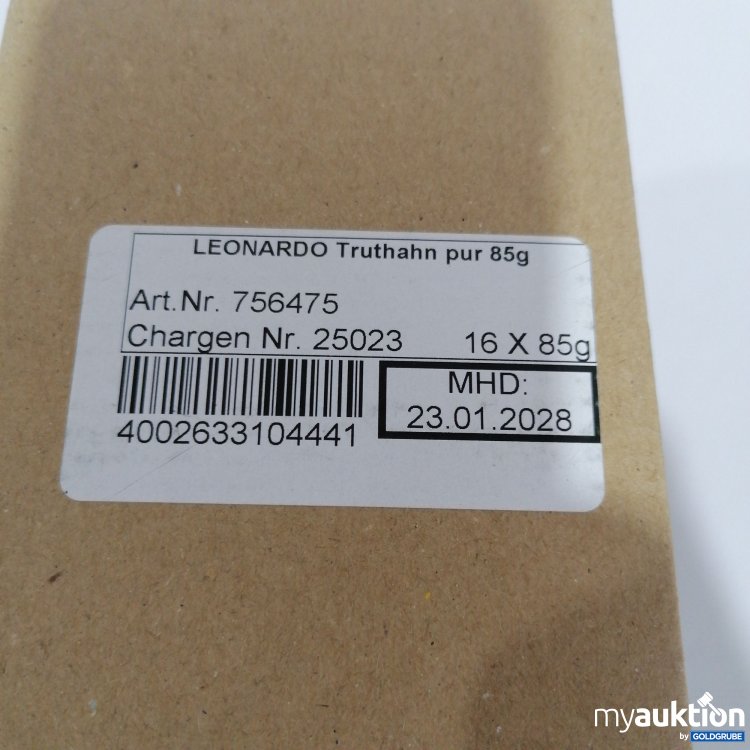 LEONARDO Truthahn pur 85g
Art.Nr. 756475
Chargen Nr. 25023 16 X 85g
MHD:
23.01.2028
4002633104441
myauktion
by GOLDGRUBE